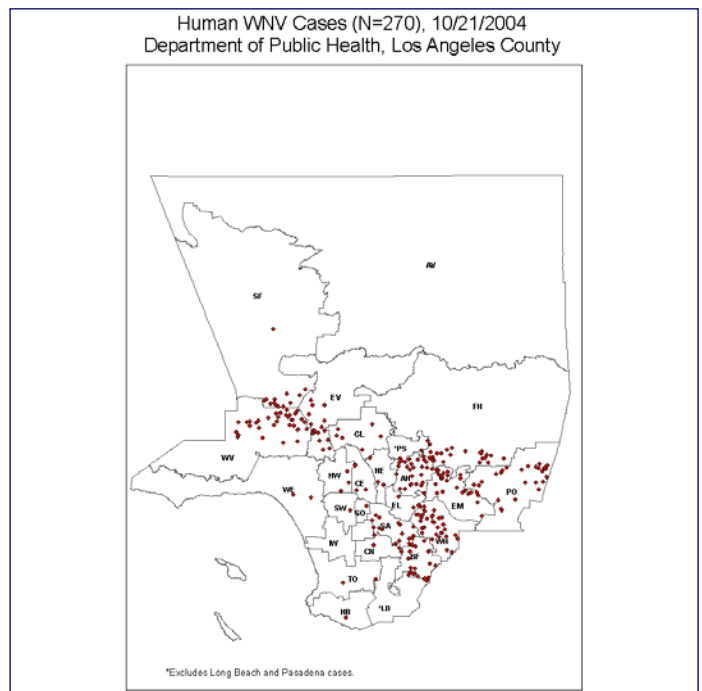 Human WNV Cases (N=270), 10/21/2004
Department of Public Health, Los Angeles County
AV
SF
EV
FH
GL
*PS
WV
HW
NE
AH
CE
PO
WE
EL
EM
SW
SO
SA
WH
IW
CN
BF
TO
HB
*LB
*Excludes Long Beach and Pasadena cases.